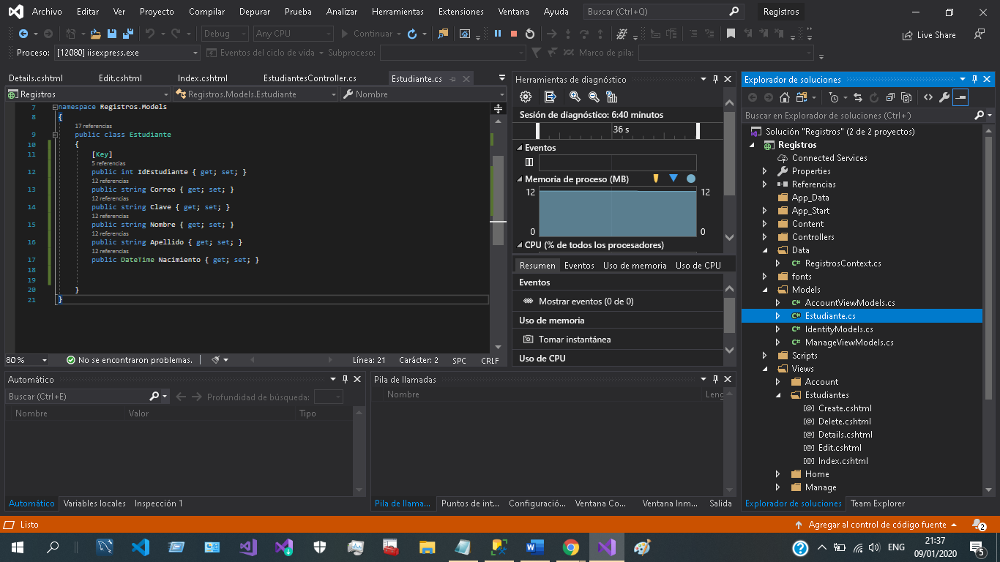 Archivo Editar Ver Proyecto Compilar Depurar Prueba Analizar Herramientas Extensiones Ventana Ayuda Buscar (Ctrl+Q) Registros
Debug Any CPU Continuar Live Share
Proceso: [12080] iisexpress.exe Eventos del ciclo de vida Subproceso: Marco de pila:
Details.cshtml Edit.cshtml Index.cshtml EstudiantesController.cs Estudiante.cs
Registros Registros.Models.Estudiante Nombre
7 namespace Registros.Models
8 {
17 referencias
9 public class Estudiante
10 {
11 [Key]
5 referencias
12 public int IdEstudiante { get; set; }
12 referencias
13 public string Correo { get; set; }
12 referencias
14 public string Clave { get; set; }
12 referencias
15 public string Nombre { get; set; }
12 referencias
16 public string Apellido { get; set; }
12 referencias
17 public DateTime Nacimiento { get; set; }
18
19
20 }
21 }
80 % No se encontraron problemas. Línea: 21 Carácter: 2 SPC CRLF
Herramientas de diagnóstico
Sesión de diagnóstico: 6:40 minutos
36 s
Eventos
Memoria de proceso (MB)
12 12
0 0
CPU (% de todos los procesadores)
Resumen Eventos Uso de memoria Uso de CPU
Eventos
Mostrar eventos (0 de 0)
Uso de memoria
Tomar instantánea
Uso de CPU
Explorador de soluciones
Buscar en Explorador de soluciones (Ctrl+´)
Solución "Registros" (2 de 2 proyectos)
Registros
Connected Services
Properties
Referencias
App_Data
App_Start
Content
Controllers
Data
C# RegistrosContext.cs
fonts
Models
C# AccountViewModels.cs
C# Estudiante.cs
C# IdentityModels.cs
C# ManageViewModels.cs
Scripts
Views
Account
Estudiantes
[@] Create.cshtml
[@] Delete.cshtml
[@] Details.cshtml
[@] Edit.cshtml
[@] Index.cshtml
Home
Manage
Explorador de soluciones Team Explorer
Automático
Buscar (Ctrl+E) Profundidad de búsqueda:
Nombre Valor Tipo
Automático Variables locales Inspección 1
Pila de llamadas
Nombre Leng
Pila de llama... Puntos de int... Configuració... Ventana Co... Ventana Inm... Salida
Listo Agregar al control de código fuente 2
ENG 21:37
09/01/2020 5